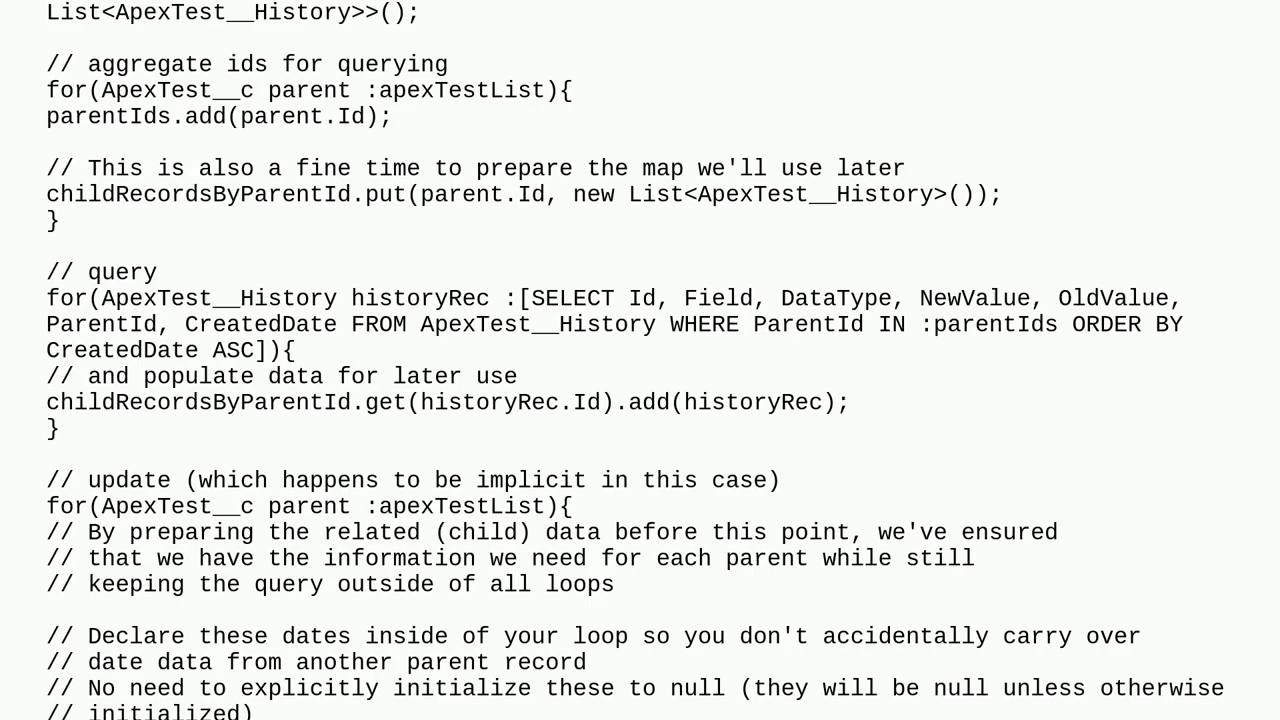 List<ApexTest__History>>();
// aggregate ids for querying
for(ApexTest__c parent :apexTestList){
parentIds.add(parent.Id);
// This is also a fine time to prepare the map we'll use later
childRecordsByParentId.put(parent.Id, new List<ApexTest__History>());
}
// query
for(ApexTest__History historyRec :[SELECT Id, Field, DataType, NewValue, OldValue,
ParentId, CreatedDate FROM ApexTest__History WHERE ParentId IN :parentIds ORDER BY
CreatedDate ASC]){
// and populate data for later use
childRecordsByParentId.get(historyRec.Id).add(historyRec);
}
// update (which happens to be implicit in this case)
for(ApexTest__c parent :apexTestList){
// By preparing the related (child) data before this point, we've ensured
// that we have the information we need for each parent while still
// keeping the query outside of all loops
// Declare these dates inside of your loop so you don't accidentally carry over
// date data from another parent record
// No need to explicitly initialize these to null (they will be null unless otherwise
// initialized)